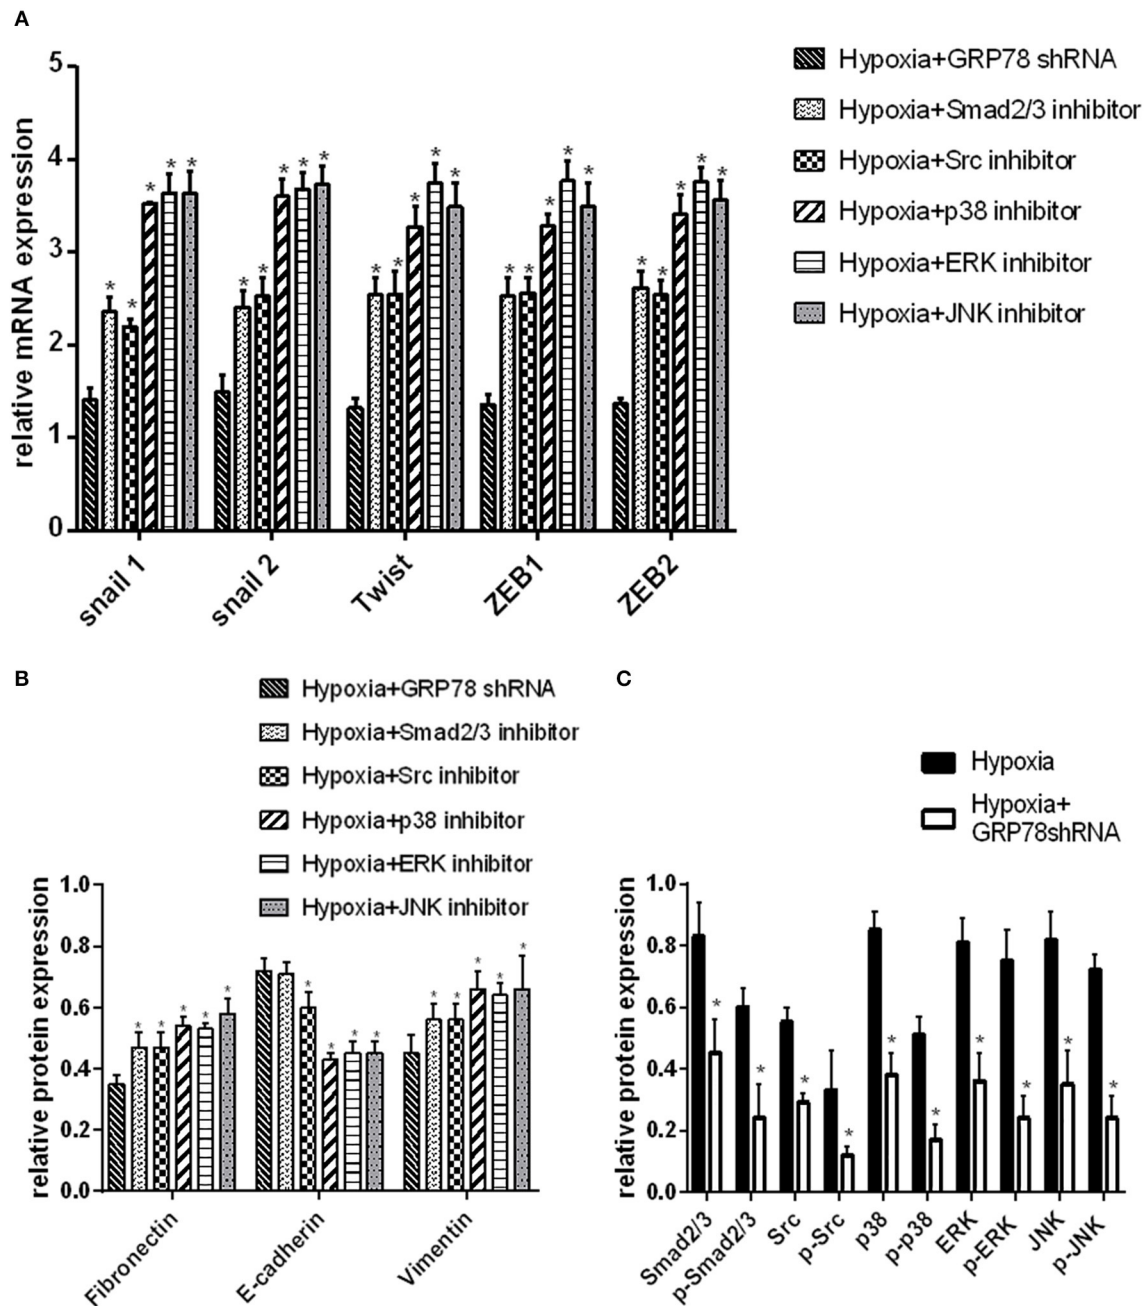 A
relative mRNA expression
5
4
3
2
1
0
* * * * *
* * * * *
* * * * *
* * * * *
* * * * *
snail 1
snail 2
Twist
ZEB1
ZEB2
Hypoxia+GRP78 shRNA
Hypoxia+Smad2/3 inhibitor
Hypoxia+Src inhibitor
Hypoxia+p38 inhibitor
Hypoxia+ERK inhibitor
Hypoxia+JNK inhibitor
B
Hypoxia+GRP78 shRNA
Hypoxia+Smad2/3 inhibitor
Hypoxia+Src inhibitor
Hypoxia+p38 inhibitor
Hypoxia+ERK inhibitor
Hypoxia+JNK inhibitor
relative protein expression
1.0
0.8
0.6
0.4
0.2
0.0
* * * * *
* * * *
* * * * *
Fibronectin
E-cadherin
Vimentin
C
Hypoxia
Hypoxia+
GRP78shRNA
relative protein expression
1.0
0.8
0.6
0.4
0.2
0.0
* * * * * * * * * *
Smad2/3
p-Smad2/3
Src
p-Src
p38
p-p38
ERK
p-ERK
JNK
p-JNK